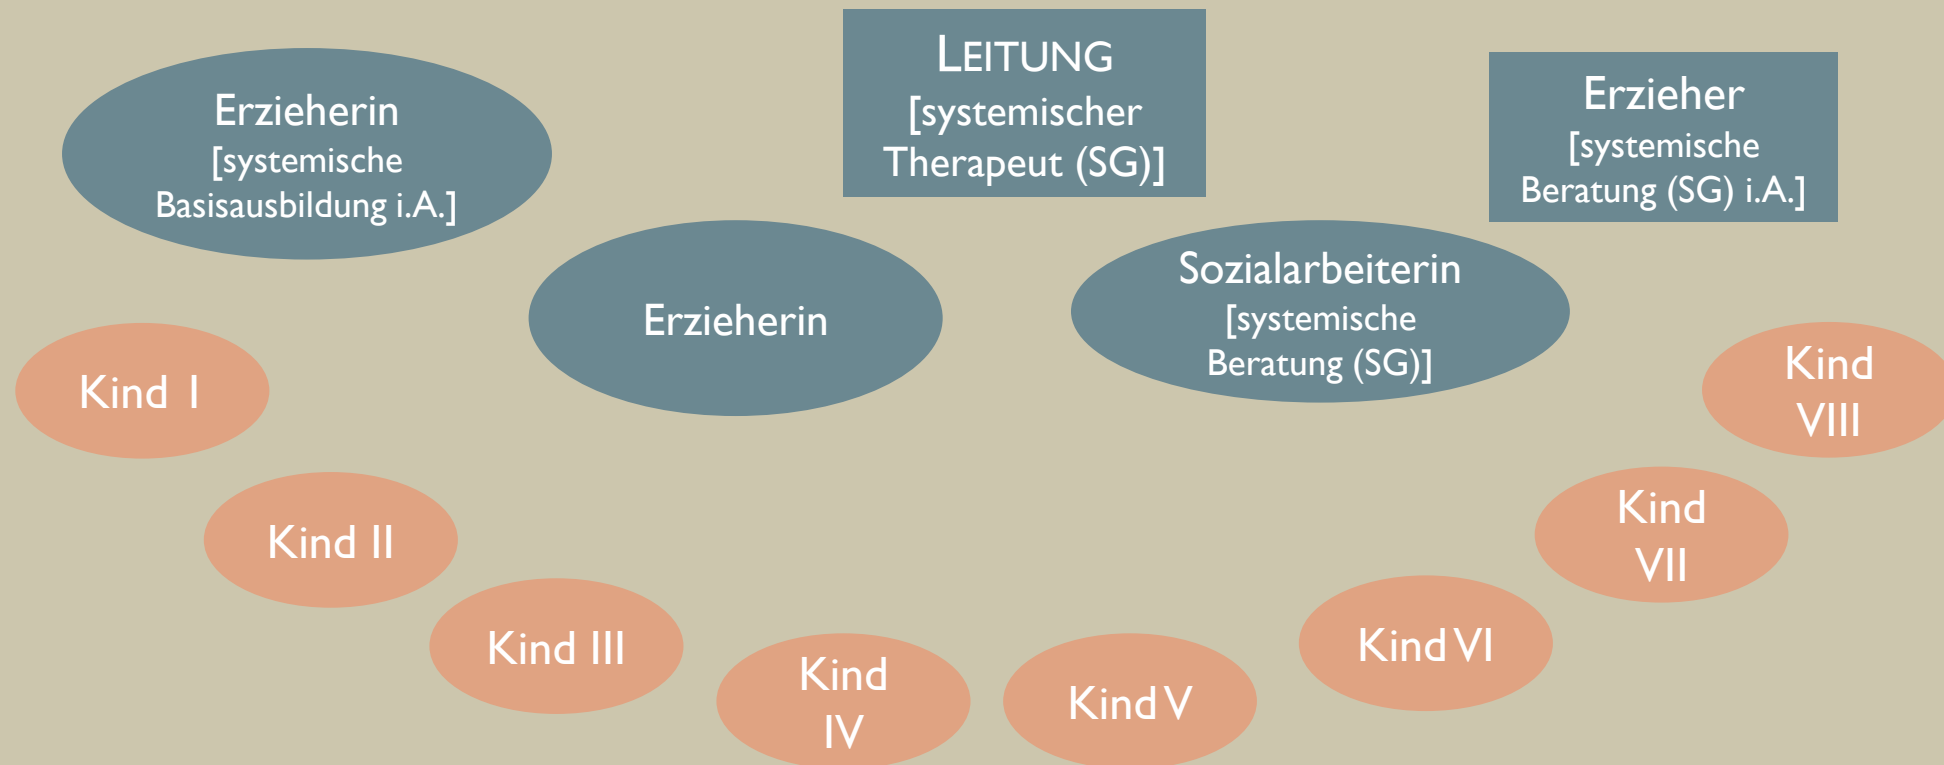 Erzieherin
[systemische
Basisausbildung i.A.]
LEITUNG
[systemischer
Therapeut (SG)]
Erzieher
[systemische
Beratung (SG) i.A.]
Erzieherin
Sozialarbeiterin
[systemische
Beratung (SG)]
Kind I
Kind II
Kind III
Kind
IV
Kind V
Kind VI
Kind
VII
Kind
VIII